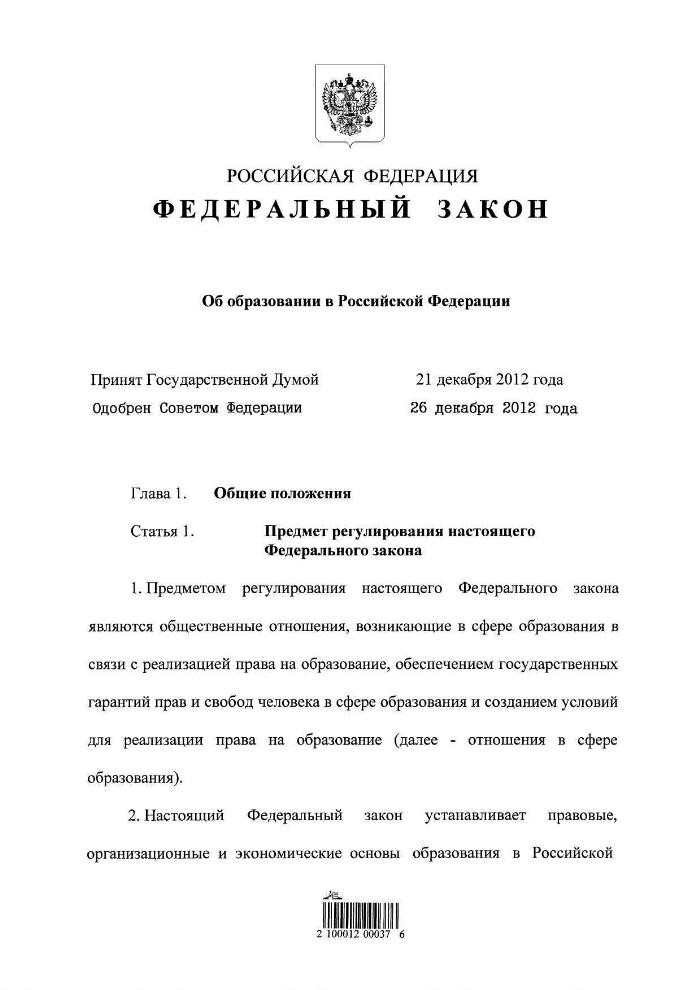 РОССИЙСКАЯ ФЕДЕРАЦИЯ
ФЕДЕРАЛЬНЫЙ ЗАКОН
Об образовании в Российской Федерации
Принят Государственной Думой 21 декабря 2012 года
Одобрен Советом Федерации 26 декабря 2012 года
Глава 1. Общие положения
Статья 1. Предмет регулирования настоящего
Федерального закона
1. Предметом регулирования настоящего Федерального закона
являются общественные отношения, возникающие в сфере образования в
связи с реализацией права на образование, обеспечением государственных
гарантий прав и свобод человека в сфере образования и созданием условий
для реализации права на образование (далее - отношения в сфере
образования).
2. Настоящий Федеральный закон устанавливает правовые,
организационные и экономические основы образования в Российской
2 100012 00037 6